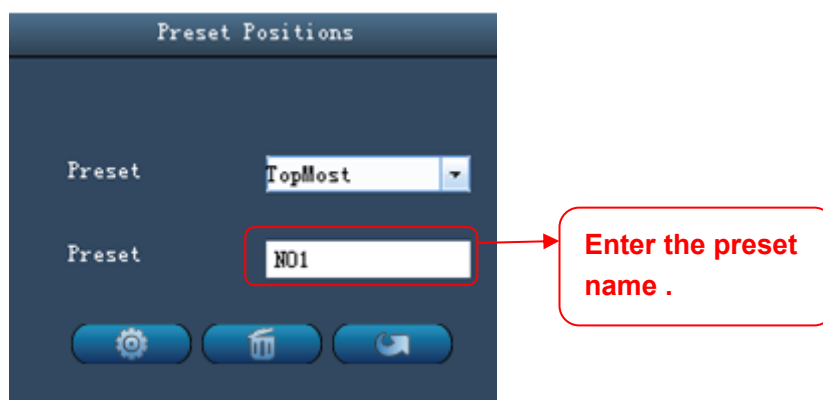 Preset Positions
Preset
TopMost
Preset
NO1
Enter the preset
name .